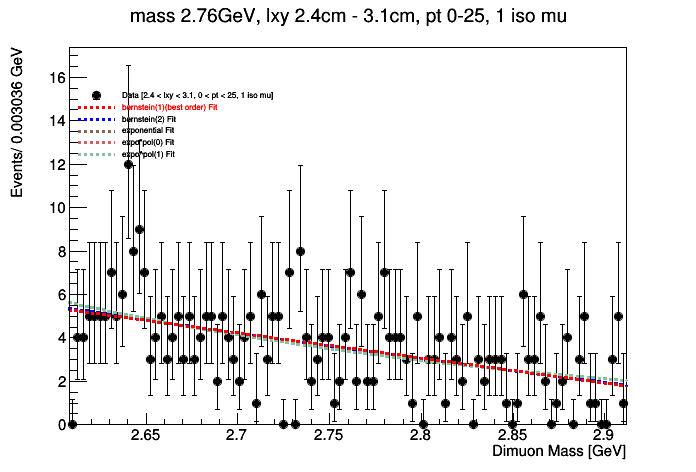 mass 2.76GeV, lxy 2.4cm - 3.1cm, pt 0-25, 1 iso mu
Events/ 0.003036 GeV
16
14
12
10
8
6
4
2
0
Data [2.4 < lxy < 3.1, 0 < pt < 25, 1 iso mu]
bernstein(1)(best order) Fit
bernstein(2) Fit
exponential Fit
expo*pol(0) Fit
expo*pol(1) Fit
2.65 2.7 2.75 2.8 2.85 2.9
Dimuon Mass [GeV]